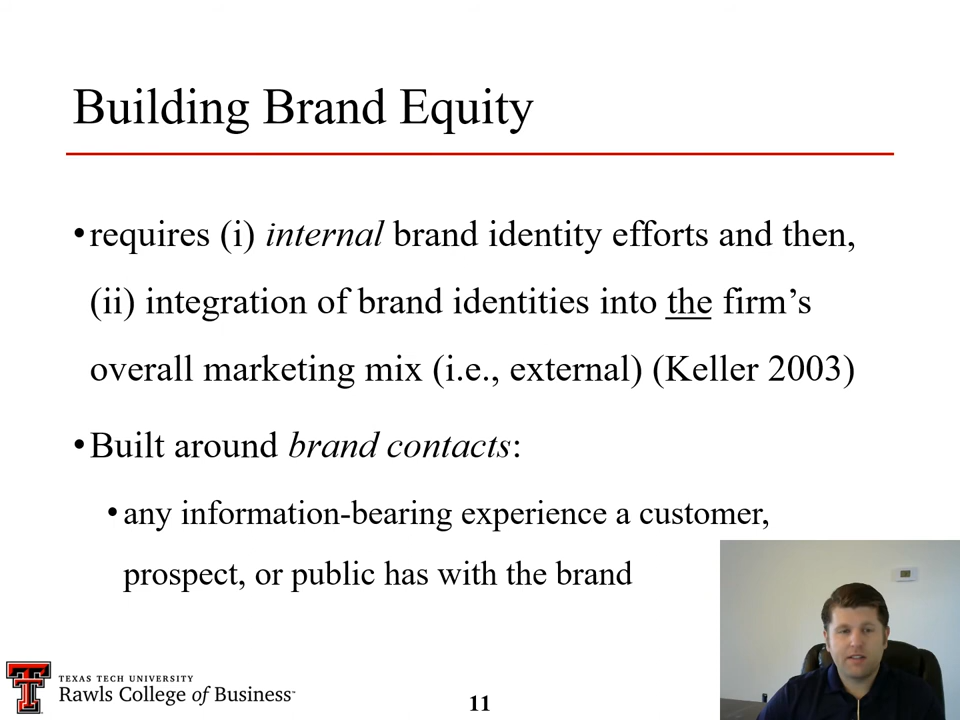 Building Brand Equity
•requires (i) internal brand identity efforts and then,
(ii) integration of brand identities into the firm’s
overall marketing mix (i.e., external) (Keller 2003)
•Built around brand contacts:
•any information-bearing experience a customer,
prospect, or public has with the brand
TEXAS TECH UNIVERSITY
Rawls College of Business™
11